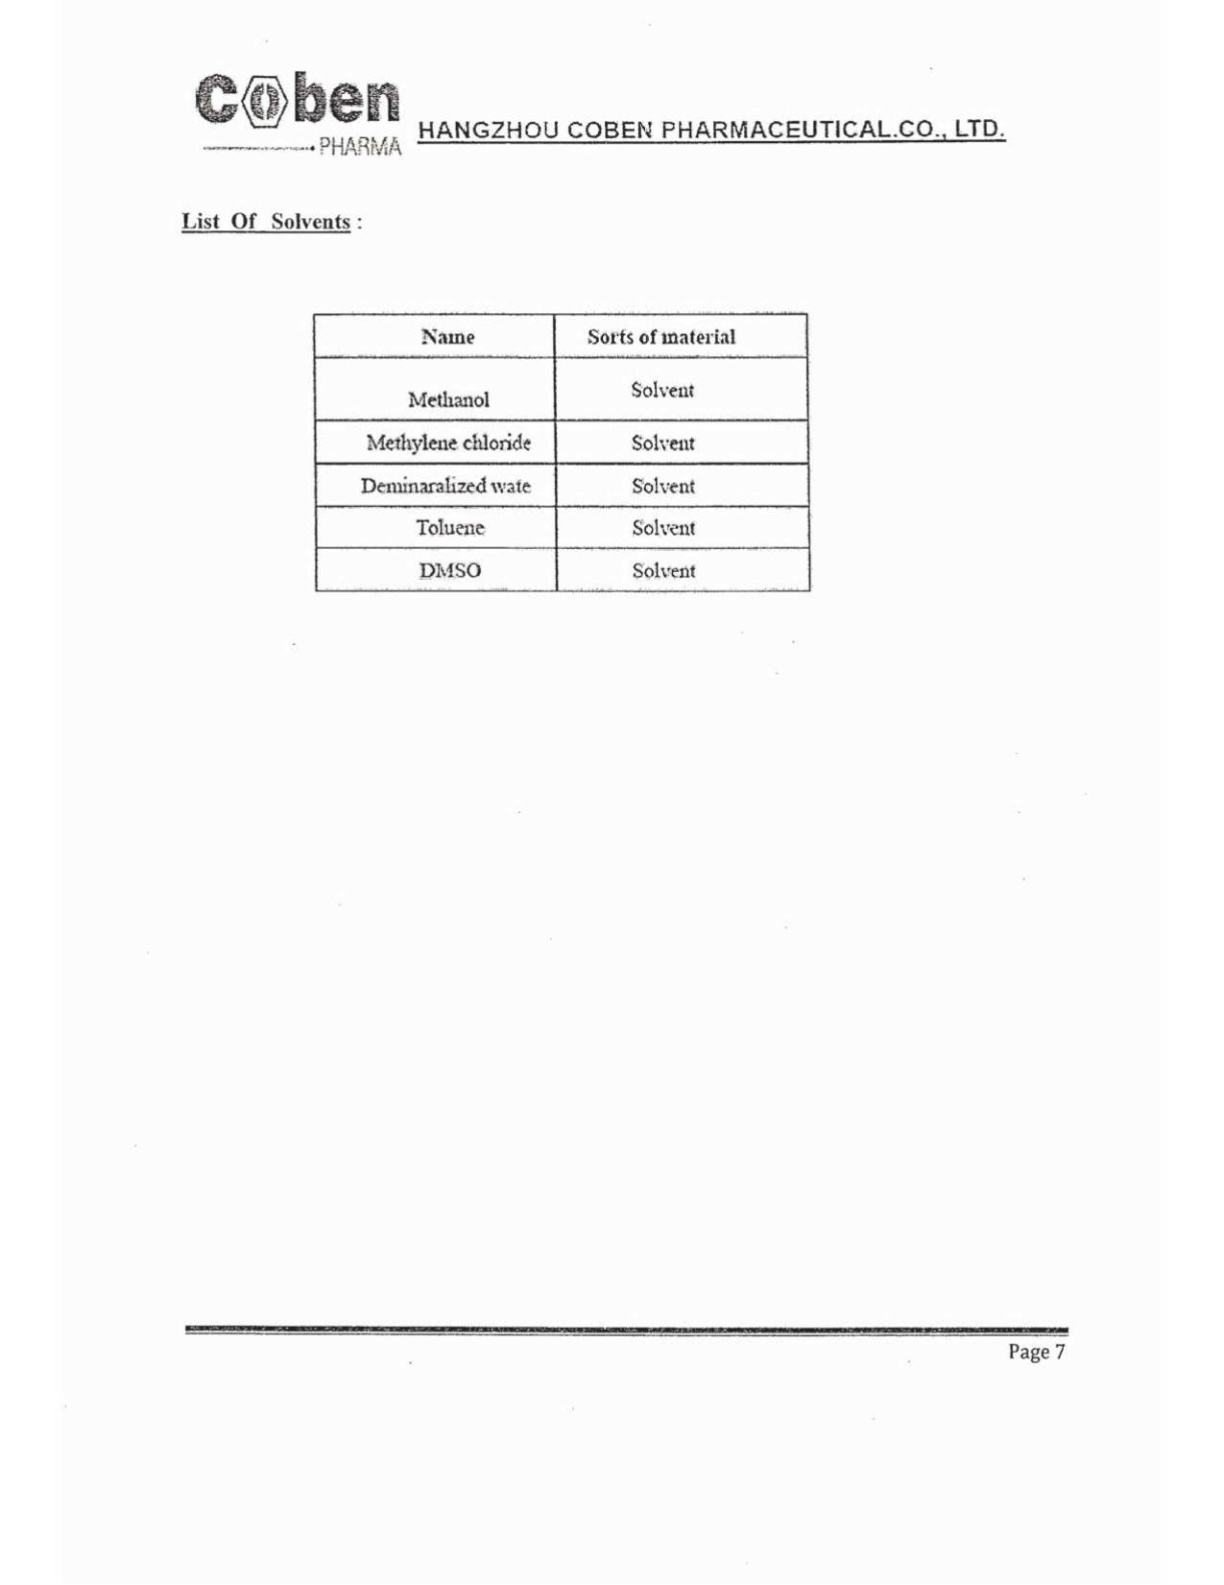 Coben
PHARMA
HANGZHOU COBEN PHARMACEUTICAL.CO., LTD.
List Of Solvents :
Name Sorts of material
Methanol Solvent
Methylene chloride Solvent
Deminaralized wate Solvent
Toluene Solvent
DMSO Solvent
Page 7